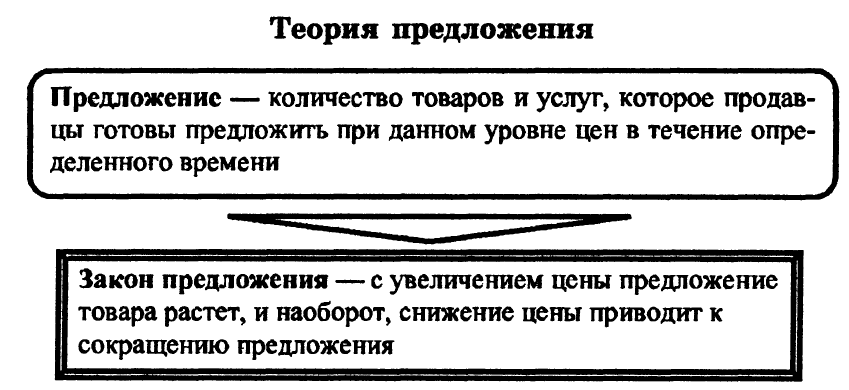 Теория предложения
Предложение — количество товаров и услуг, которое продав-
цы готовы предложить при данном уровне цен в течение опре-
деленного времени
Закон предложения — с увеличением цены предложение
товара растет, и наоборот, снижение цены приводит к
сокращению предложения